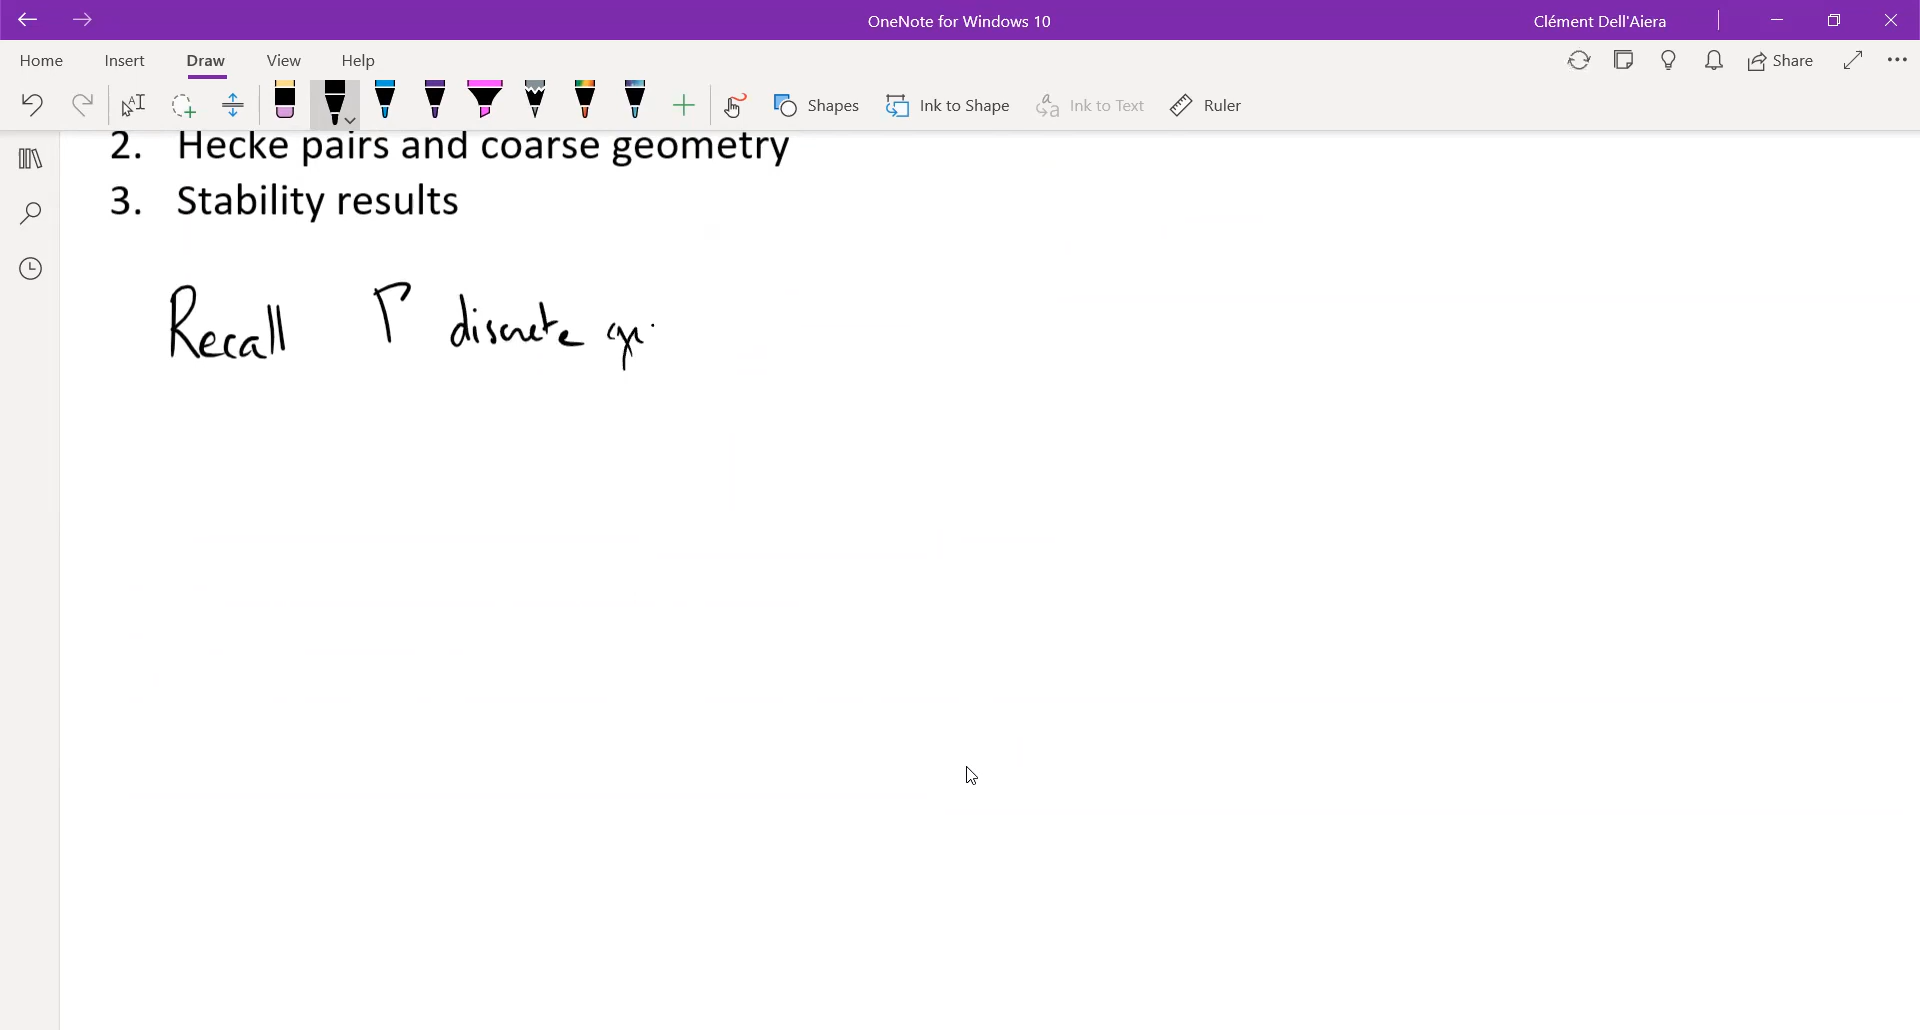 OneNote for Windows 10
Clément Dell'Aiera
Home Insert Draw View Help
Share
Shapes Ink to Shape Ink to Text Ruler
2. Hecke pairs and coarse geometry
3. Stability results
Recall Γ discrete